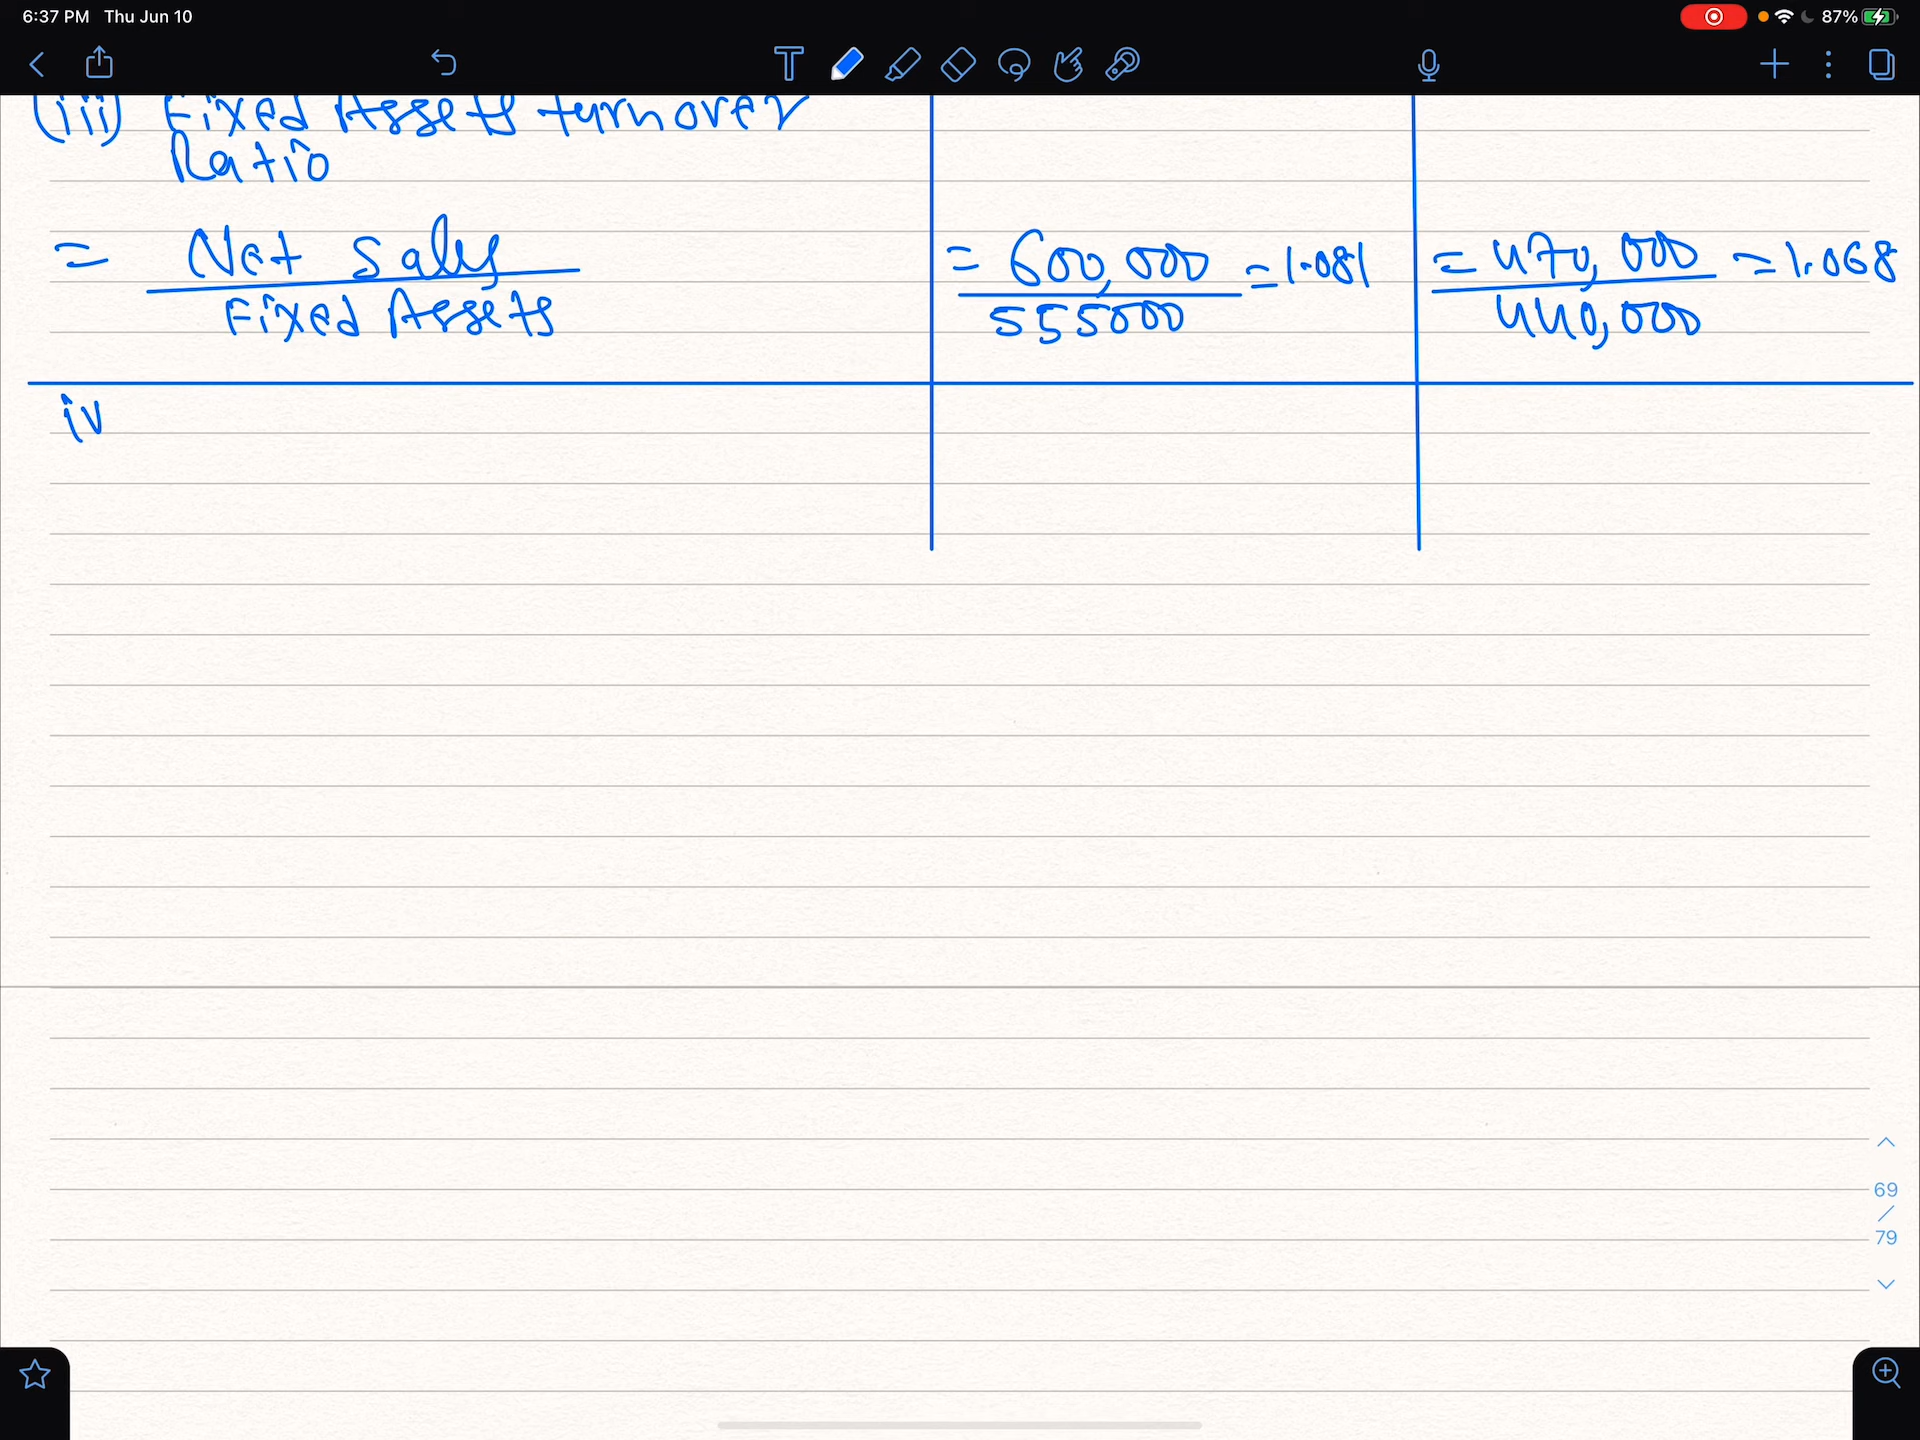 6:37 PM Thu Jun 10
87%
T
(iii) Fixed Assets turnover
Ratio
= Net Sales / Fixed Assets
= 600,000 / 555000 = 1.081
= 470,000 / 440,000 = 1.068
iv
69
/
79